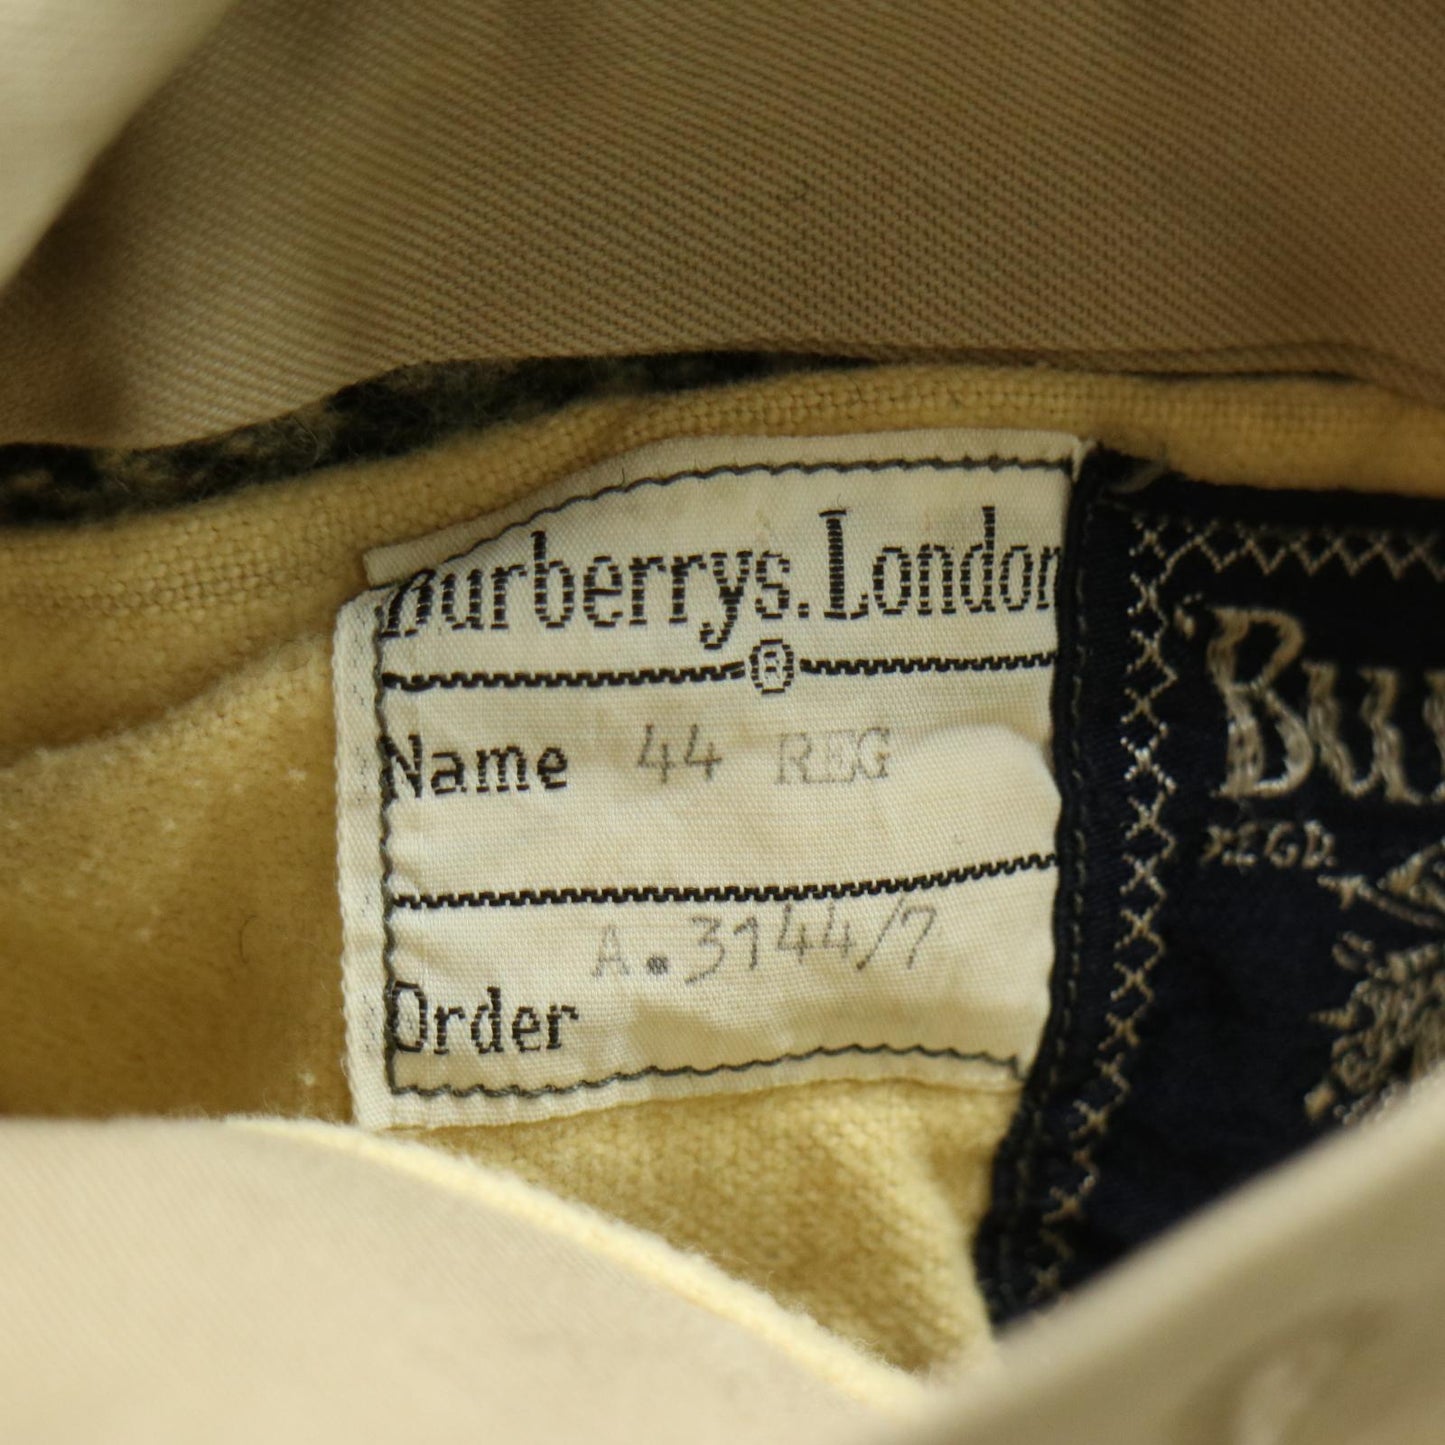 Burberrys. London
®
Name 44 REG
A.3144/7
Order
Bu
REGD.